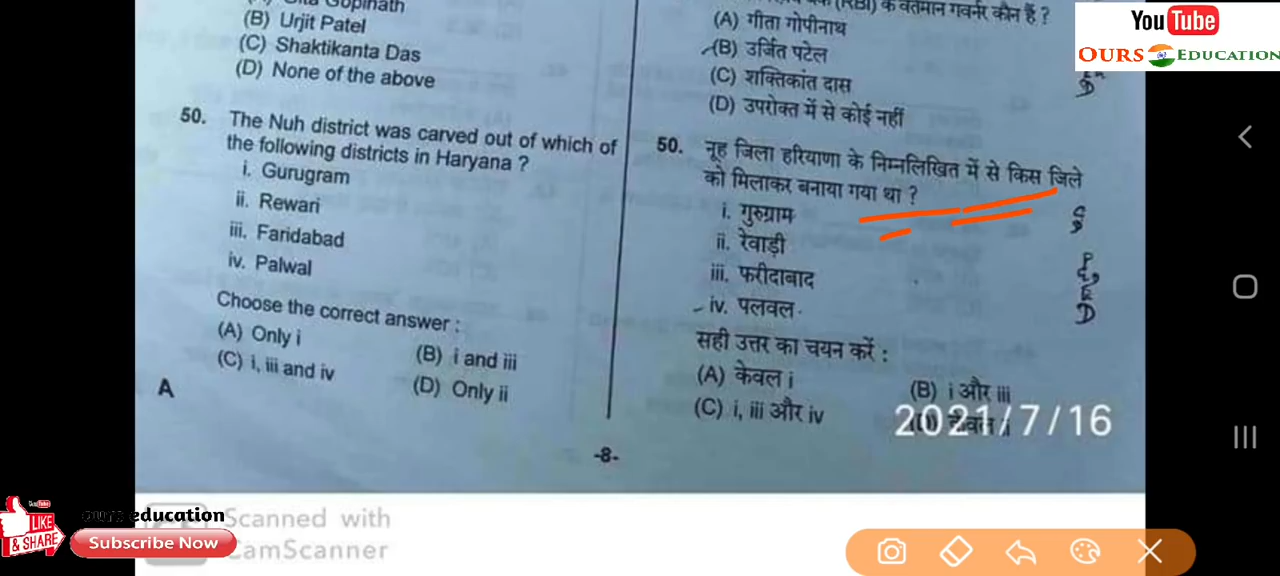 Gopinath
(B) Urjit Patel
(C) Shaktikanta Das
(D) None of the above
50. The Nuh district was carved out of which of
the following districts in Haryana ?
i. Gurugram
ii. Rewari
iii. Faridabad
iv. Palwal
Choose the correct answer :
(A) Only i
(B) i and iii
(C) i, iii and iv
(D) Only ii
A
(RBI) के वर्तमान गवर्नर कौन हैं ?
(A) गीता गोपीनाथ
(B) उर्जित पटेल
(C) शक्तिकांत दास
(D) उपरोक्त में से कोई नहीं
50. नूह जिला हरियाणा के निम्नलिखित में से किस जिले
को मिलाकर बनाया गया था ?
i. गुरुग्राम
ii. रेवाड़ी
iii. फरीदाबाद
iv. पलवल
सही उत्तर का चयन करें :
(A) केवल i
(B) i और iii
(C) i, iii और iv
2021/7/16
-8-
You Tube
OURS EDUCATION
LIKE
& SHARE
ours education
Subscribe Now
Scanned with
CamScanner